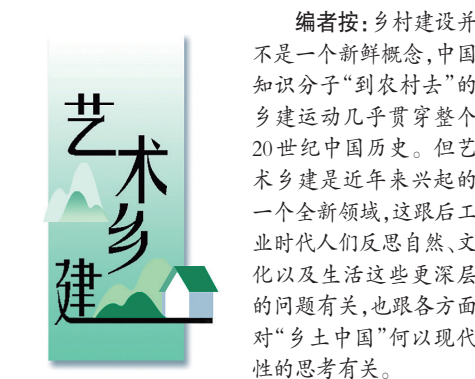 艺术乡建
编者按:乡村建设并
不是一个新鲜概念,中国
知识分子“到农村去”的
乡建运动几乎贯穿整个
20世纪中国历史。但艺
术乡建是近年来兴起的
一个全新领域,这跟后工
业时代人们反思自然、文
化以及生活这些更深层
的问题有关,也跟各方面
对“乡土中国”何以现代
性的思考有关。